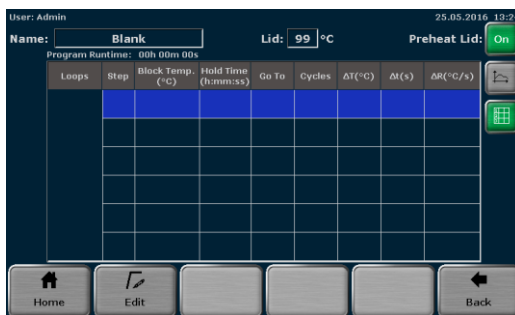 User: Admin 25.05.2016 13:2
Name: Blank Lid: 99 °C Preheat Lid: On
Program Runtime: 00h 00m 00s
Loops Step Block Temp. (°C) Hold Time (h:mm:ss) Go To Cycles ΔT(°C) Δt(s) ΔR(°C/s)
Home Edit Back